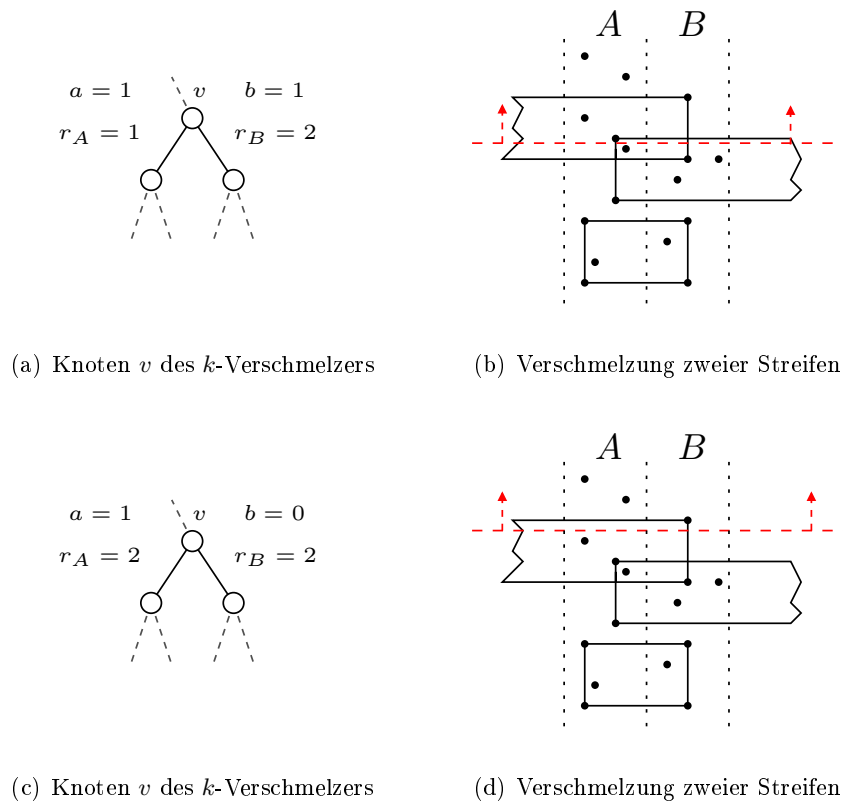 A B
a = 1 v b = 1
r_A = 1 r_B = 2
(a) Knoten v des k-Verschmelzers
(b) Verschmelzung zweier Streifen
A B
a = 1 v b = 0
r_A = 2 r_B = 2
(c) Knoten v des k-Verschmelzers
(d) Verschmelzung zweier Streifen